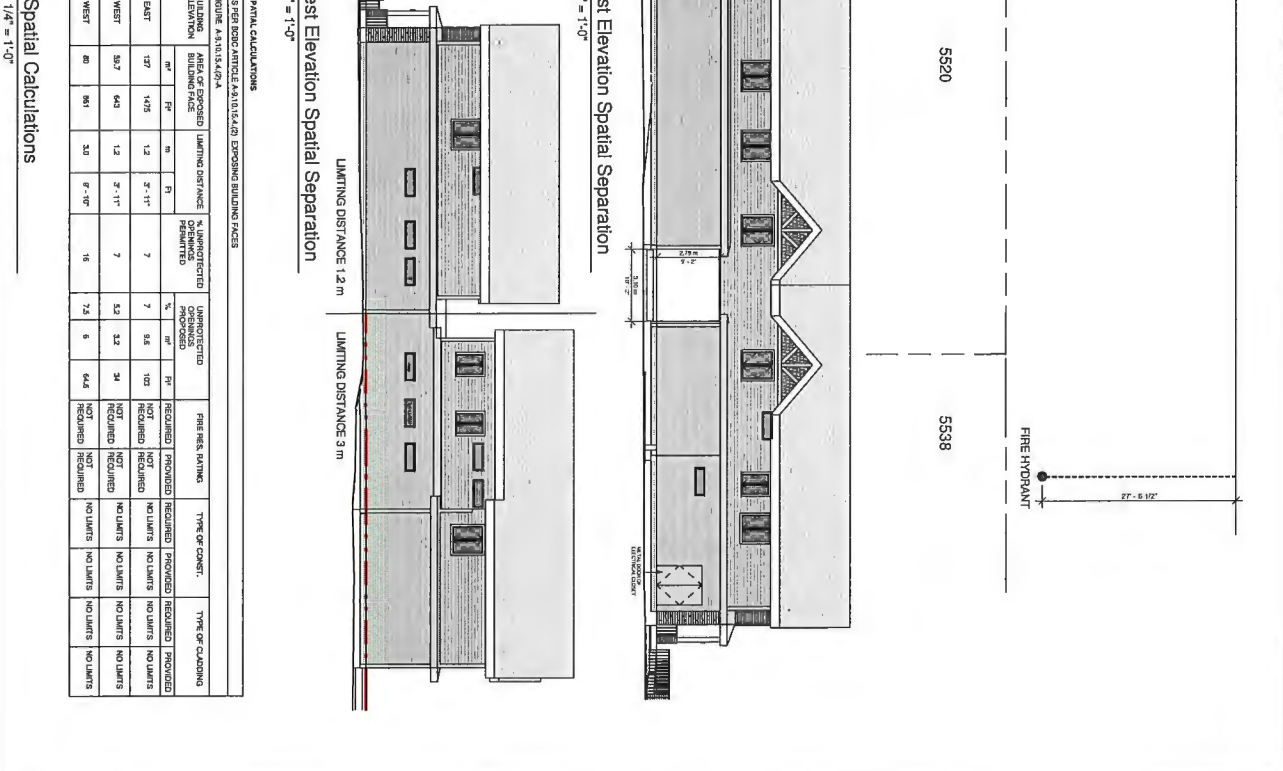 5520
5538
FIRE HYDRANT
27' - 6 1/2"
2.79 m
9' - 2"
3.10 m
10' - 2"
METAL DOOR OF
ELECTRICAL CLOSET
st Elevation Spatial Separation
" = 1'-0"
LIMITING DISTANCE 1.2 m
LIMITING DISTANCE 3 m
est Elevation Spatial Separation
" = 1'-0"
PATIAL CALCULATIONS
S PER BCBC ARTICLE A-9.10.15.4.(2) EXPOSING BUILDING FACES
IGURE A-9.10.15.4.(2)-A
UILDING
LEVATION
AREA OF EXPOSED
BUILDING FACE
LIMITING DISTANCE
% UNPROTECTED
OPENINGS
PERMITTED
UNPROTECTED
OPENINGS
PROPOSED
FIRE RES. RATING
TYPE OF CONST.
TYPE OF CLADDING
m² Ft² m Ft % m² Ft² REQUIRED PROVIDED REQUIRED PROVIDED REQUIRED PROVIDED
EAST 137 1475 1.2 3' - 11" 7 7 9.6 103 NOT REQUIRED NOT REQUIRED NO LIMITS NO LIMITS NO LIMITS NO LIMITS
WEST 59.7 643 1.2 3' - 11" 7 5.2 3.2 34 NOT REQUIRED NOT REQUIRED NO LIMITS NO LIMITS NO LIMITS NO LIMITS
WEST 80 861 3.0 9' - 10" 16 7.5 6 64.5 NOT REQUIRED NOT REQUIRED NO LIMITS NO LIMITS NO LIMITS NO LIMITS
Spatial Calculations
1/4" = 1'-0"